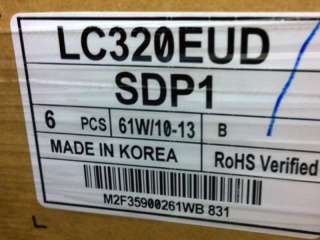 LC320EUD
SDP1
6 PCS 61W/10-13 B
MADE IN KOREA RoHS Verified
M2F35900261WB 831